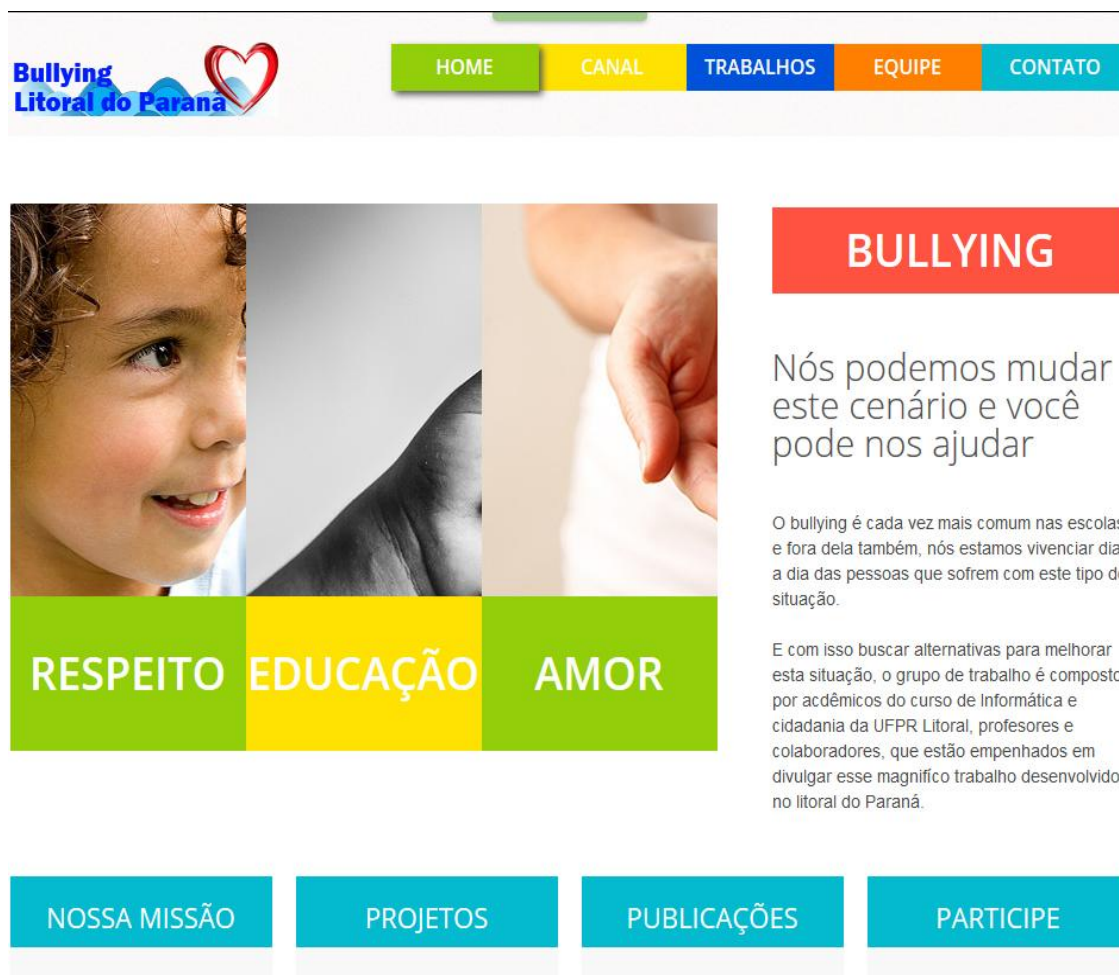 Bullying
Litoral do Paraná
HOME CANAL TRABALHOS EQUIPE CONTATO
RESPEITO EDUCAÇÃO AMOR
BULLYING
Nós podemos mudar
este cenário e você
pode nos ajudar
O bullying é cada vez mais comum nas escolas
e fora dela também, nós estamos vivenciar dia
a dia das pessoas que sofrem com este tipo de
situação.
E com isso buscar alternativas para melhorar
esta situação, o grupo de trabalho é composto
por acdêmicos do curso de Informática e
cidadania da UFPR Litoral, profesores e
colaboradores, que estão empenhados em
divulgar esse magnifíco trabalho desenvolvido
no litoral do Paraná.
NOSSA MISSÃO PROJETOS PUBLICAÇÕES PARTICIPE